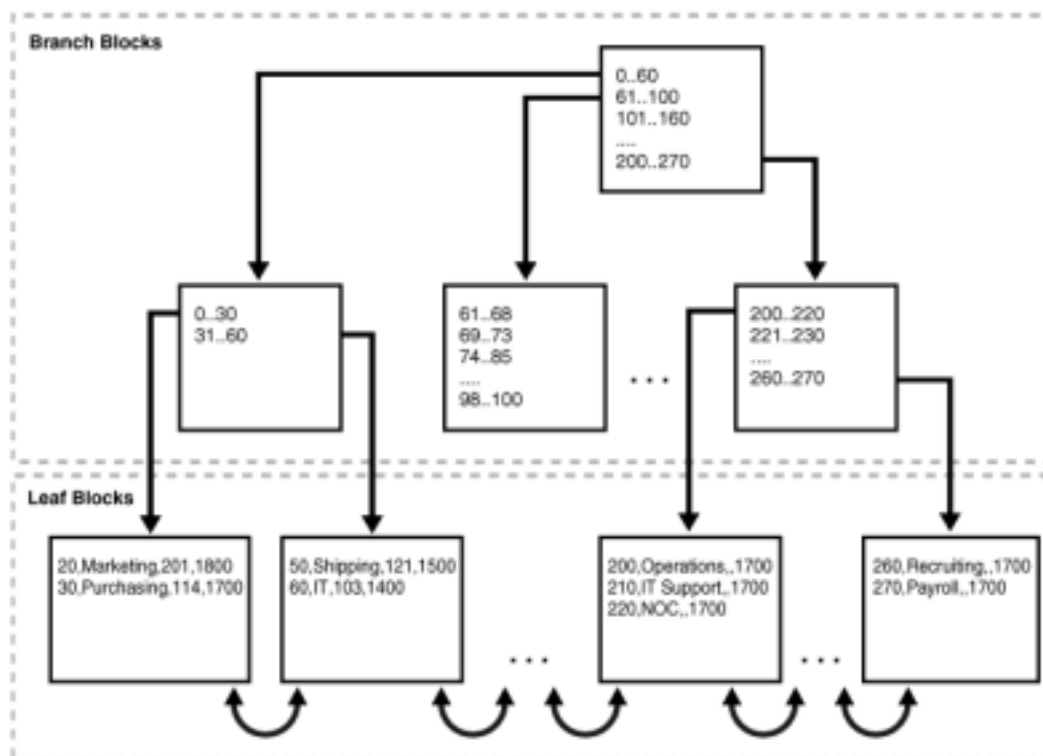 Branch Blocks
0..60
61..100
101..160
....
200..270
0..30
31..60
61..68
69..73
74..85
....
98..100
...
200..220
221..230
....
260..270
Leaf Blocks
20,Marketing,201,1800
30,Purchasing,114,1700
50,Shipping,121,1500
60,IT,103,1400
...
200,Operations,,1700
210,IT Support,,1700
220,NOC,,1700
...
260,Recruiting,,1700
270,Payroll,,1700